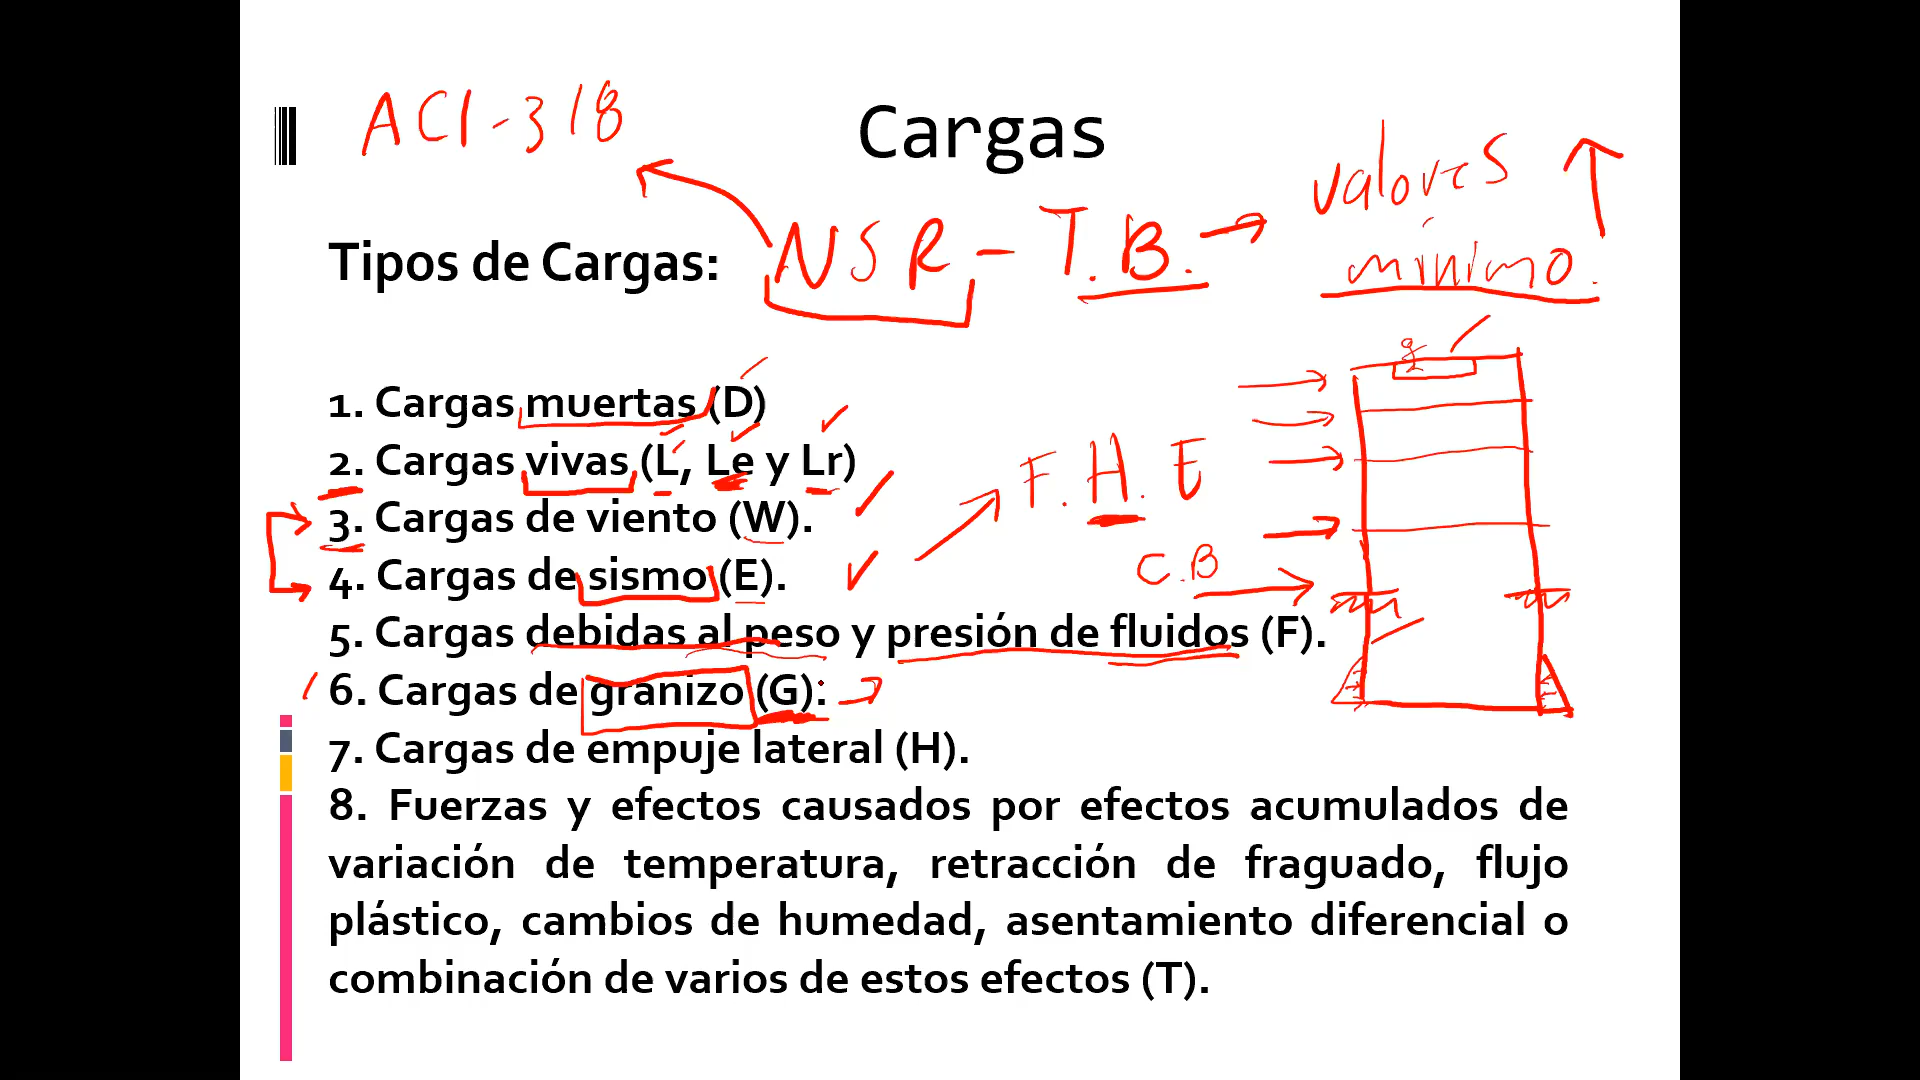 ACI-318
Cargas
valores
mínimo.
NSR - T.B.
Tipos de Cargas:
1. Cargas muertas (D)
2. Cargas vivas (L, Le y Lr)
3. Cargas de viento (W).
4. Cargas de sismo (E).
F.H.E
C.B
5. Cargas debidas al peso y presión de fluidos (F).
6. Cargas de granizo (G):
7. Cargas de empuje lateral (H).
8. Fuerzas y efectos causados por efectos acumulados de
variación de temperatura, retracción de fraguado, flujo
plástico, cambios de humedad, asentamiento diferencial o
combinación de varios de estos efectos (T).